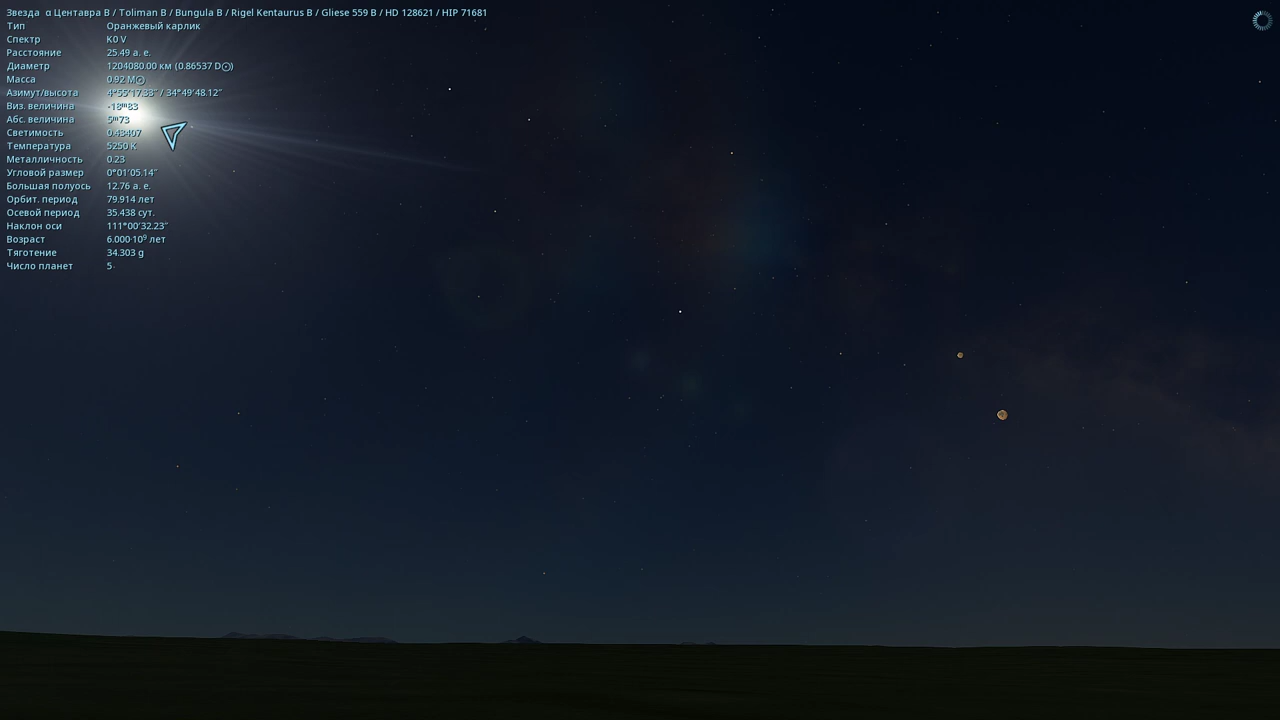 Звезда α Центавра B / Toliman B / Bungula B / Rigel Kentaurus B / Gliese 559 B / HD 128621 / HIP 71681
Тип Оранжевый карлик
Спектр K0 V
Расстояние 25.49 а. е.
Диаметр 1204080.00 км (0.86537 D☉)
Масса 0.92 M☉
Азимут/высота 4°55′17.33″ / 34°49′48.12″
Виз. величина -18ᵐ83
Абс. величина 5ᵐ73
Светимость 0.43407
Температура 5250 K
Металличность 0.23
Угловой размер 0°01′05.14″
Большая полуось 12.76 а. е.
Орбит. период 79.914 лет
Осевой период 35.438 сут.
Наклон оси 111°00′32.23″
Возраст 6.000·10⁹ лет
Тяготение 34.303 g
Число планет 5